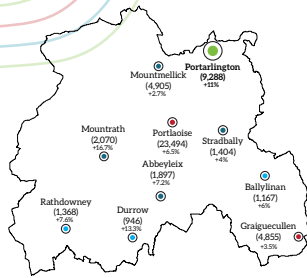 Portarlington
(9,288)
+11%
Mountmellick
(4,905)
+2.7%
Mountrath
(2,070)
+16.7%
Portlaoise
(23,494)
+6.5%
Stradbally
(1,404)
+4%
Abbeyleix
(1,897)
+7.2%
Ballylinan
(1,167)
+6%
Rathdowney
(1,368)
+7.6%
Durrow
(946)
+13.3%
Graiguecullen
(4,855)
+3.5%